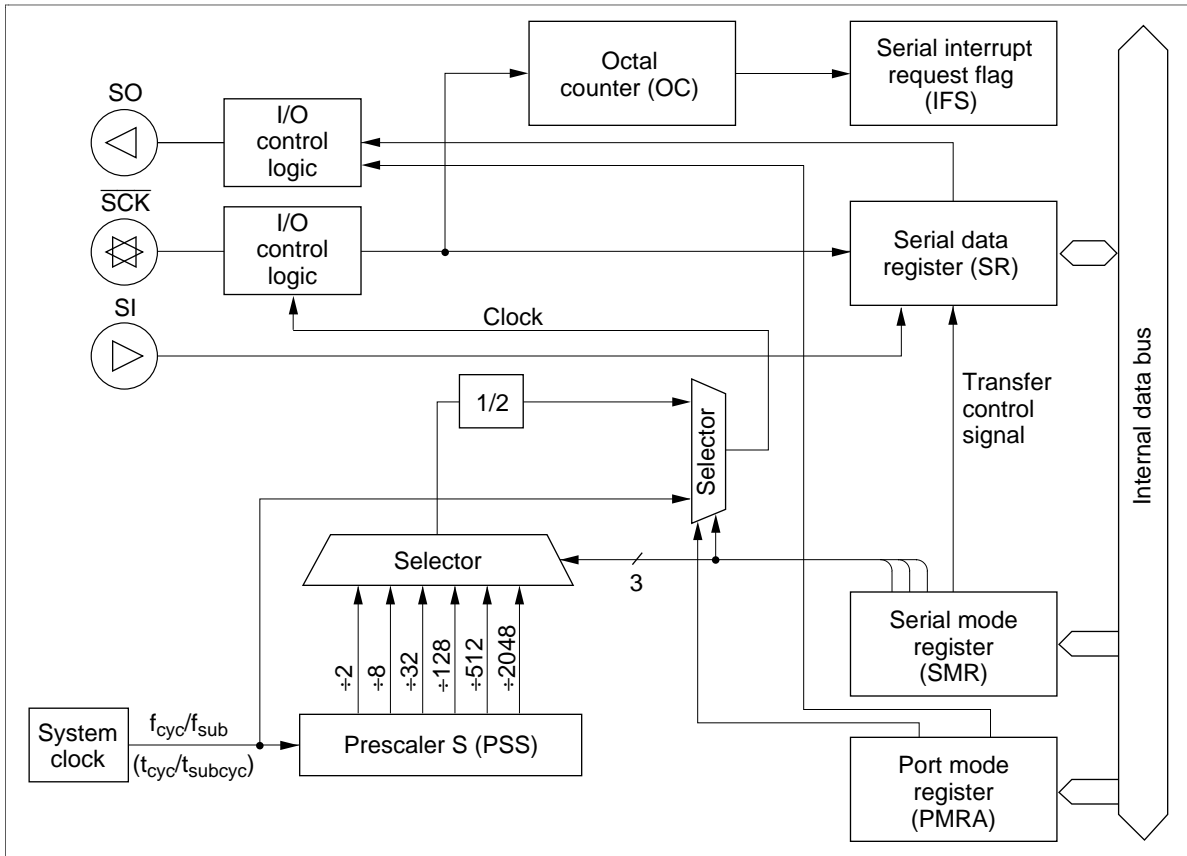 Octal
counter (OC)
Serial interrupt
request flag
(IFS)
SO
I/O
control
logic
SCK
I/O
control
logic
Serial data
register (SR)
SI
Clock
Transfer
control
signal
Internal data bus
1/2
Selector
Selector
3
÷2
÷8
÷32
÷128
÷512
÷2048
Serial mode
register
(SMR)
System
clock
fcyc/fsub
(tcyc/tsubcyc)
Prescaler S (PSS)
Port mode
register
(PMRA)